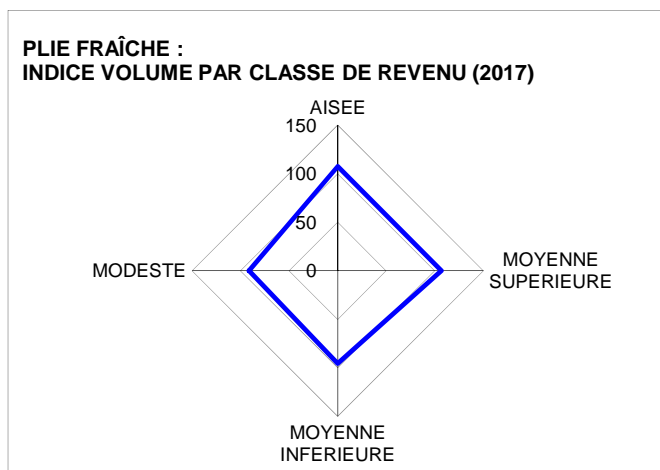 PLIE FRAÎCHE :
INDICE VOLUME PAR CLASSE DE REVENU (2017)
AISEE
150
100
50
0
MODESTE
MOYENNE
SUPERIEURE
MOYENNE
INFERIEURE